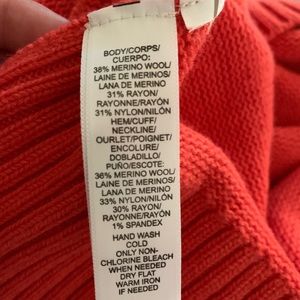 BODY/CORPS/
CUERPO:
38% MERINO WOOL/
LAINE DE MERINOS/
LANA DE MERINO
31% RAYON/
RAYONNE/RAYÓN
31% NYLON/NILÓN
HEM/CUFF/
NECKLINE/
OURLET/POIGNET/
ENCOLURE/
DOBLADILLO/
PUÑO/ESCOTE:
36% MERINO WOOL/
LAINE DE MERINOS/
LANA DE MERINO
33% NYLON/NILÓN
30% RAYON/
RAYONNE/RAYÓN
1% SPANDEX
HAND WASH
COLD
ONLY NON-
CHLORINE BLEACH
WHEN NEEDED
DRY FLAT
WARM IRON
IF NEEDED